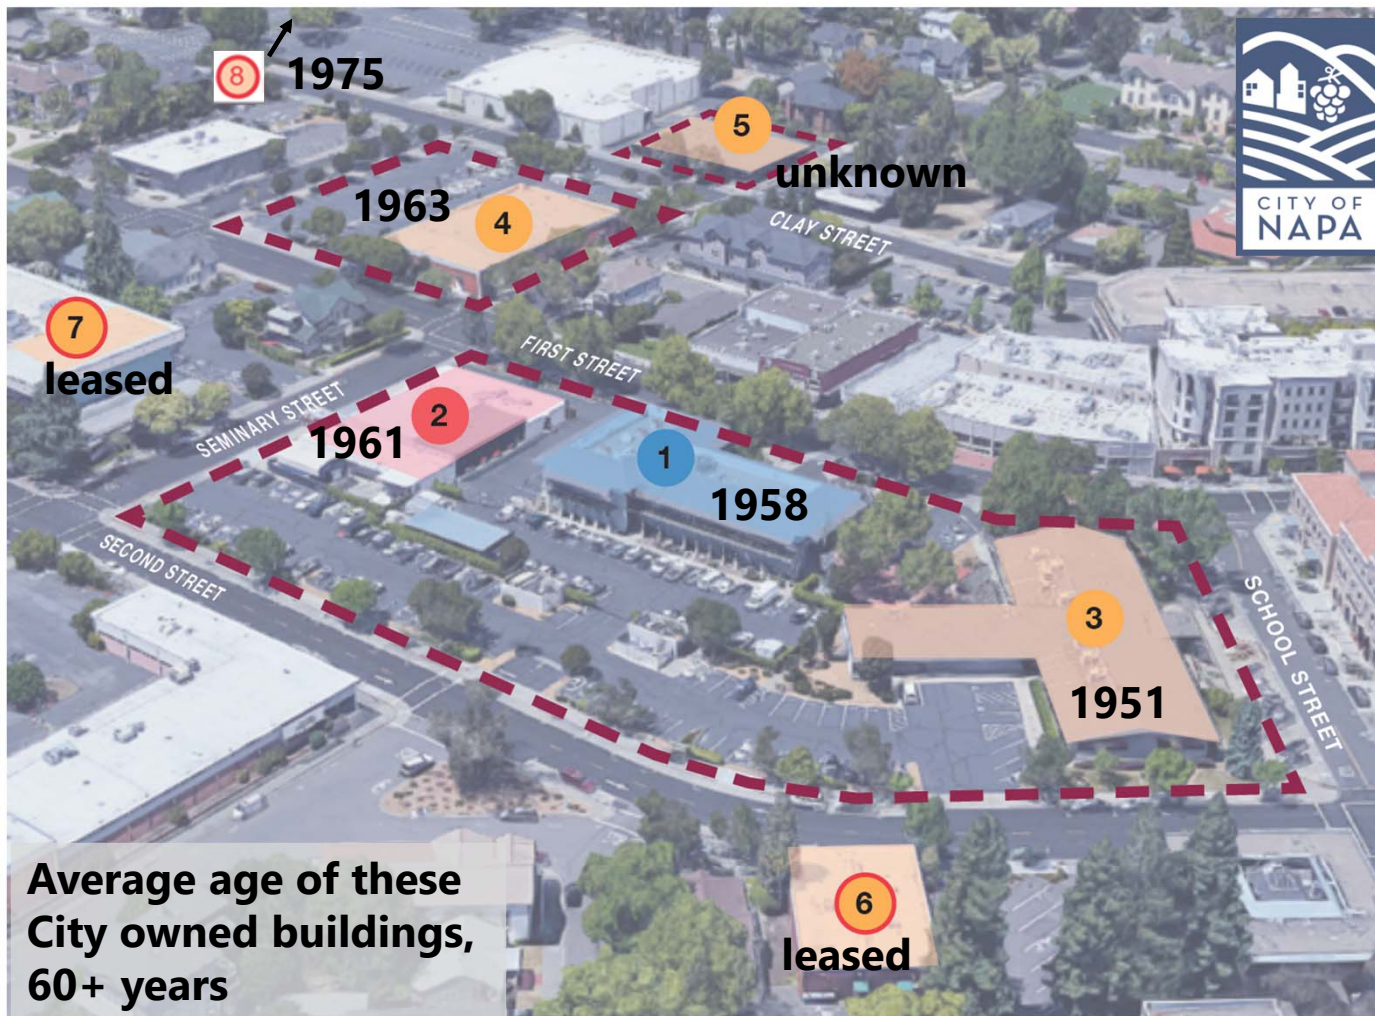 8
1975
5
unknown
CITY OF
NAPA
1963
4
CLAY STREET
7
leased
FIRST STREET
SEMINARY STREET
2
1961
1
1958
SECOND STREET
3
1951
SCHOOL STREET
6
leased
Average age of these
City owned buildings,
60+ years